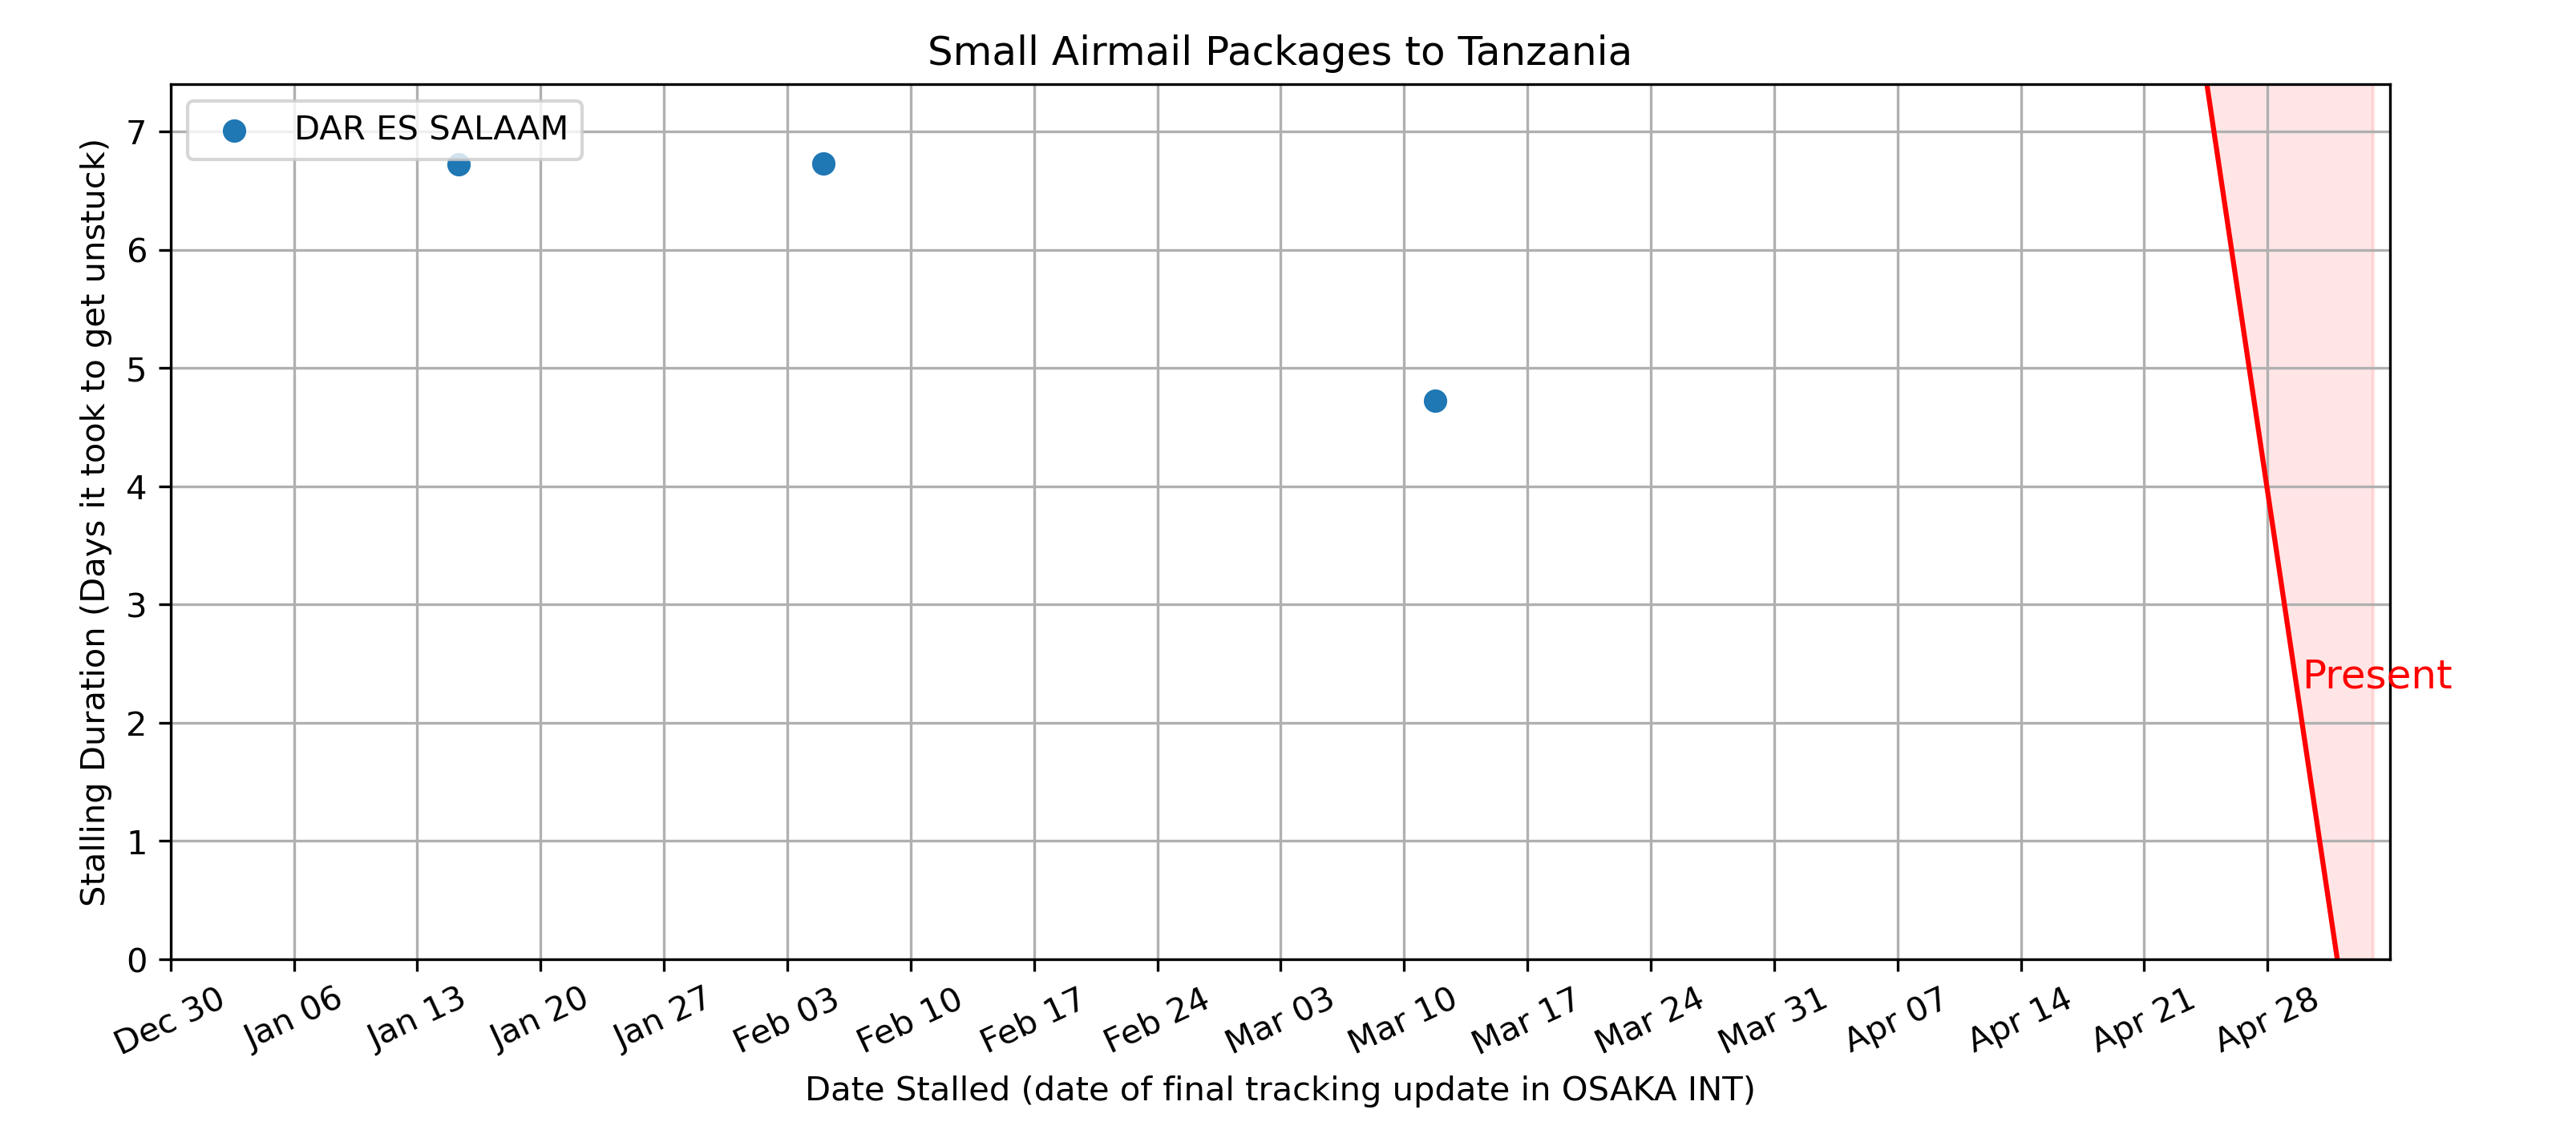 Small Airmail Packages to Tanzania
DAR ES SALAAM
Stalling Duration (Days it took to get unstuck)
7
6
5
4
3
2
1
0
Present
Dec 30 Jan 06 Jan 13 Jan 20 Jan 27 Feb 03 Feb 10 Feb 17 Feb 24 Mar 03 Mar 10 Mar 17 Mar 24 Mar 31 Apr 07 Apr 14 Apr 21 Apr 28
Date Stalled (date of final tracking update in OSAKA INT)